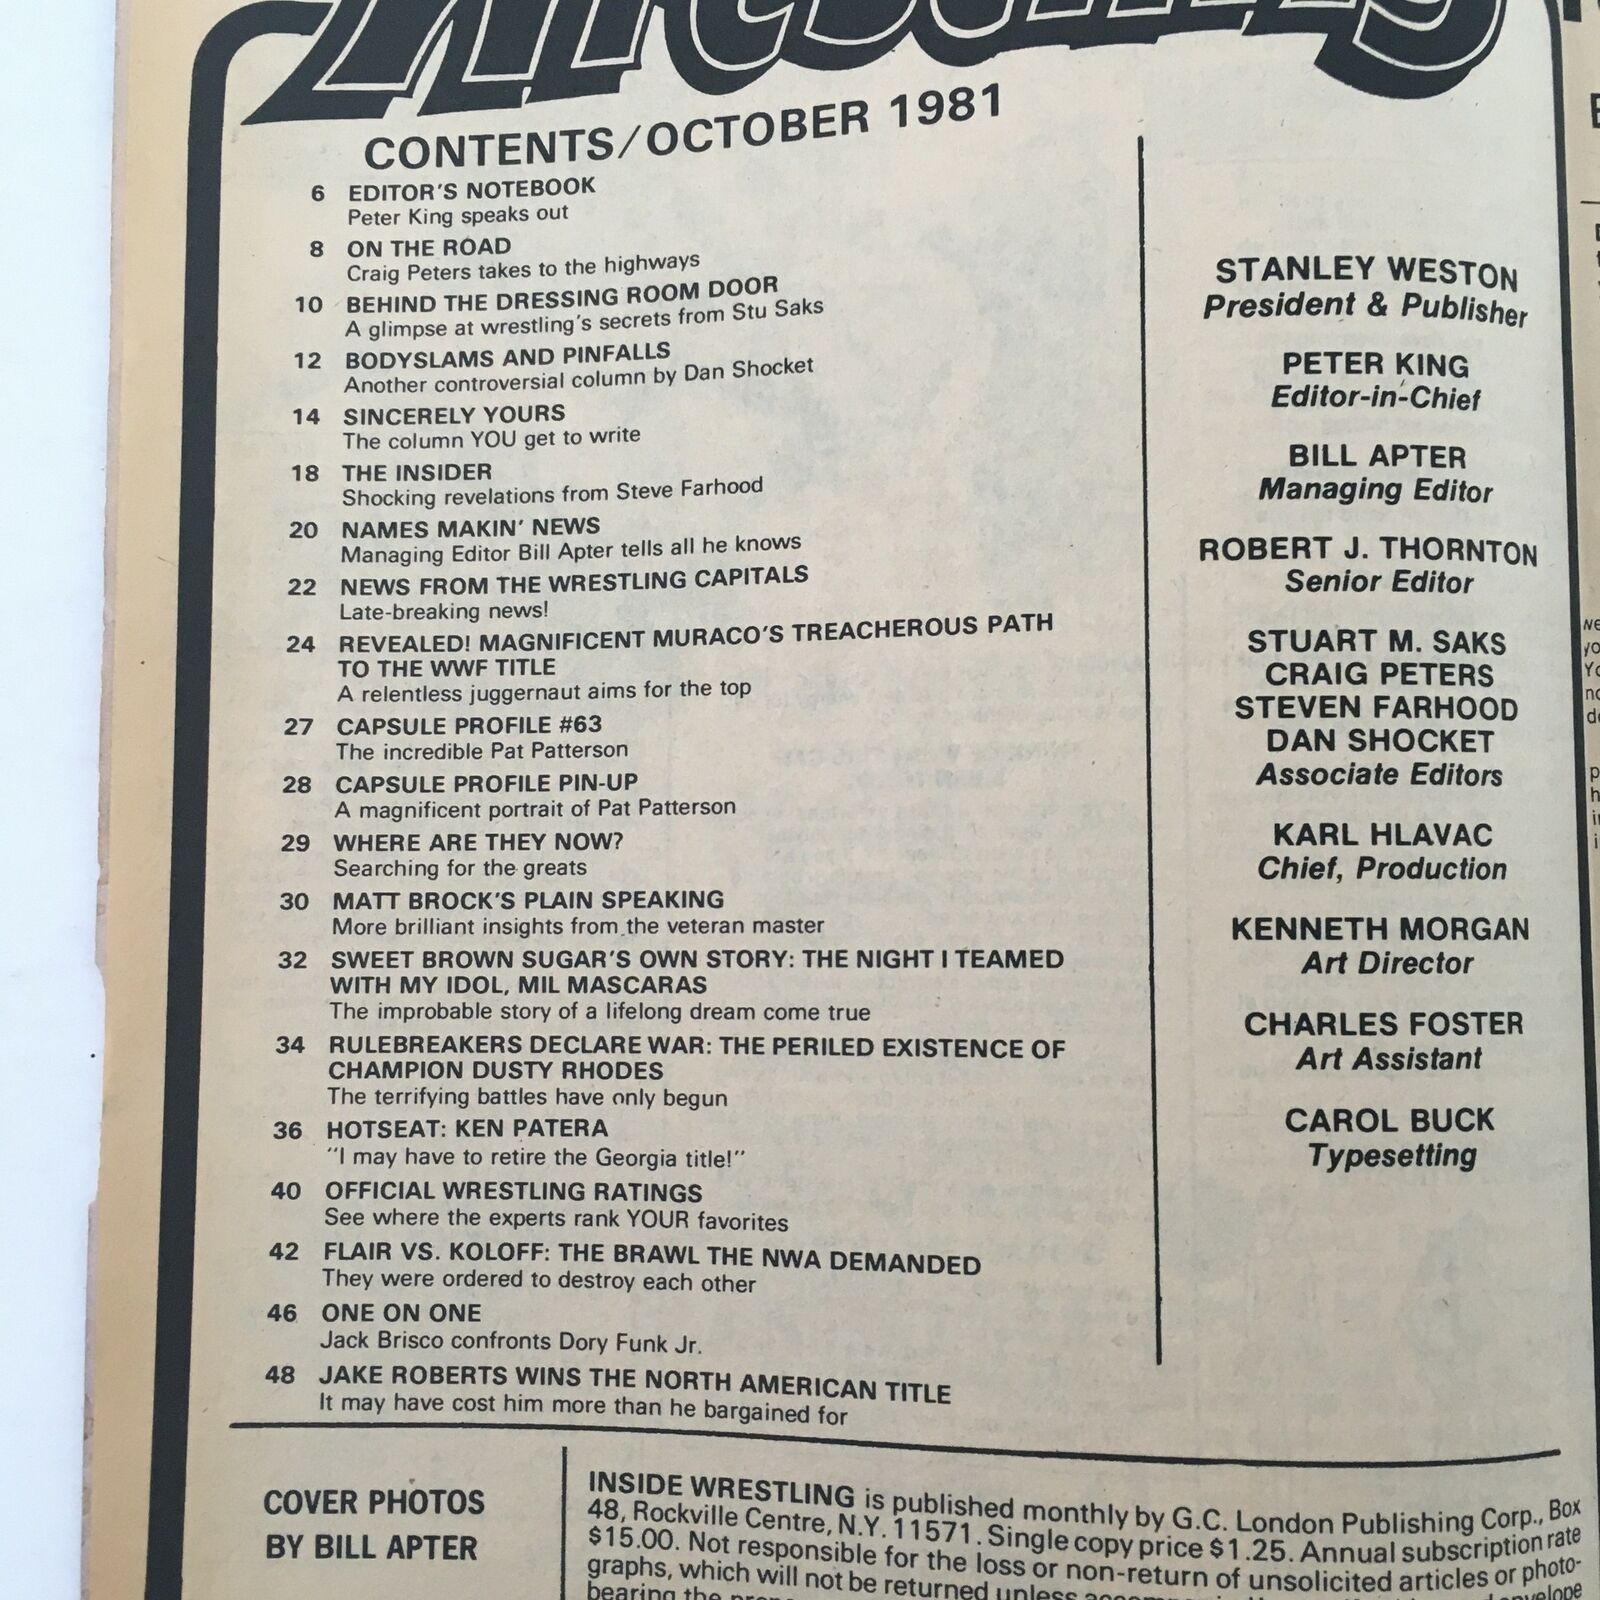 Wrestling
CONTENTS/OCTOBER 1981
6 EDITOR'S NOTEBOOK
Peter King speaks out
8 ON THE ROAD
Craig Peters takes to the highways
10 BEHIND THE DRESSING ROOM DOOR
A glimpse at wrestling's secrets from Stu Saks
12 BODYSLAMS AND PINFALLS
Another controversial column by Dan Shocket
14 SINCERELY YOURS
The column YOU get to write
18 THE INSIDER
Shocking revelations from Steve Farhood
20 NAMES MAKIN' NEWS
Managing Editor Bill Apter tells all he knows
22 NEWS FROM THE WRESTLING CAPITALS
Late-breaking news!
24 REVEALED! MAGNIFICENT MURACO'S TREACHEROUS PATH
TO THE WWF TITLE
A relentless juggernaut aims for the top
27 CAPSULE PROFILE #63
The incredible Pat Patterson
28 CAPSULE PROFILE PIN-UP
A magnificent portrait of Pat Patterson
29 WHERE ARE THEY NOW?
Searching for the greats
30 MATT BROCK'S PLAIN SPEAKING
More brilliant insights from the veteran master
32 SWEET BROWN SUGAR'S OWN STORY: THE NIGHT I TEAMED
WITH MY IDOL, MIL MASCARAS
The improbable story of a lifelong dream come true
34 RULEBREAKERS DECLARE WAR: THE PERILED EXISTENCE OF
CHAMPION DUSTY RHODES
The terrifying battles have only begun
36 HOTSEAT: KEN PATERA
"I may have to retire the Georgia title!"
40 OFFICIAL WRESTLING RATINGS
See where the experts rank YOUR favorites
42 FLAIR VS. KOLOFF: THE BRAWL THE NWA DEMANDED
They were ordered to destroy each other
46 ONE ON ONE
Jack Brisco confronts Dory Funk Jr.
48 JAKE ROBERTS WINS THE NORTH AMERICAN TITLE
It may have cost him more than he bargained for
STANLEY WESTON
President & Publisher
PETER KING
Editor-in-Chief
BILL APTER
Managing Editor
ROBERT J. THORNTON
Senior Editor
STUART M. SAKS
CRAIG PETERS
STEVEN FARHOOD
DAN SHOCKET
Associate Editors
KARL HLAVAC
Chief, Production
KENNETH MORGAN
Art Director
CHARLES FOSTER
Art Assistant
CAROL BUCK
Typesetting
COVER PHOTOS
BY BILL APTER
INSIDE WRESTLING is published monthly by G.C. London Publishing Corp., Box
48, Rockville Centre, N.Y. 11571. Single copy price $1.25. Annual subscription rate
$15.00. Not responsible for the loss or non-return of unsolicited articles or photo-
graphs, which will not be returned unless
bearing the